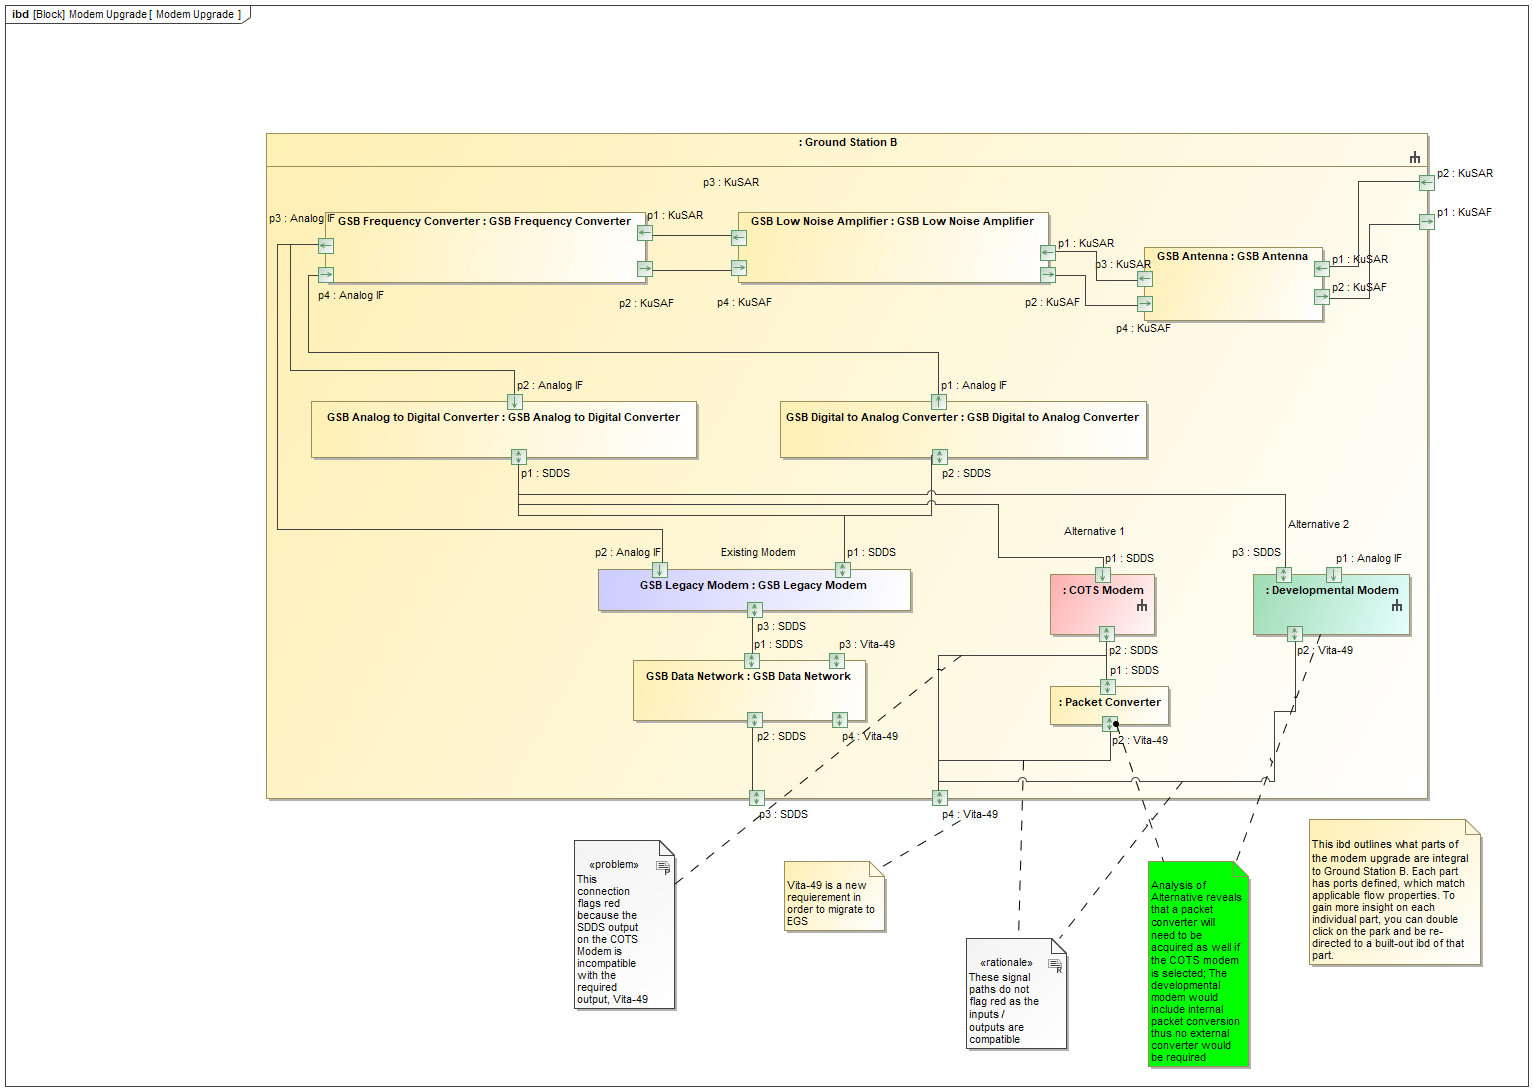 ibd [Block] Modem Upgrade [ Modem Upgrade ]
: Ground Station B
p2 : KuSAR
p3 : KuSAR
p1 : KuSAF
p3 : Analog IF
GSB Frequency Converter : GSB Frequency Converter
p1 : KuSAR
GSB Low Noise Amplifier : GSB Low Noise Amplifier
p1 : KuSAR
p3 : KuSAR
GSB Antenna : GSB Antenna
p1 : KuSAR
p2 : KuSAF
p4 : Analog IF
p2 : KuSAF
p4 : KuSAF
p2 : KuSAF
p4 : KuSAF
p2 : Analog IF
p1 : Analog IF
GSB Analog to Digital Converter : GSB Analog to Digital Converter
GSB Digital to Analog Converter : GSB Digital to Analog Converter
p1 : SDDS
p2 : SDDS
Alternative 1
Alternative 2
p2 : Analog IF
Existing Modem
p1 : SDDS
p1 : SDDS
p3 : SDDS
p1 : Analog IF
GSB Legacy Modem : GSB Legacy Modem
: COTS Modem
: Developmental Modem
p3 : SDDS
p1 : SDDS
p3 : Vita-49
p2 : SDDS
p2 : Vita-49
p1 : SDDS
GSB Data Network : GSB Data Network
: Packet Converter
p2 : SDDS
p4 : Vita-49
p2 : Vita-49
p3 : SDDS
p4 : Vita-49
«problem»
This
connection
flags red
because the
SDDS output
on the COTS
Modem is
incompatible
with the
required
output, Vita-49
Vita-49 is a new
requierement in
order to migrate to
EGS
«rationale»
These signal
paths do not
flag red as the
inputs /
outputs are
compatible
Analysis of
Alternative reveals
that a packet
converter will
need to be
acquired as well if
the COTS modem
is selected; The
developmental
modem would
include internal
packet conversion
thus no external
converter would
be required
This ibd outlines what parts of
the modem upgrade are integral
to Ground Station B. Each part
has ports defined, which match
applicable flow properties. To
gain more insight on each
individual part, you can double
click on the park and be re-
directed to a built-out ibd of that
part.